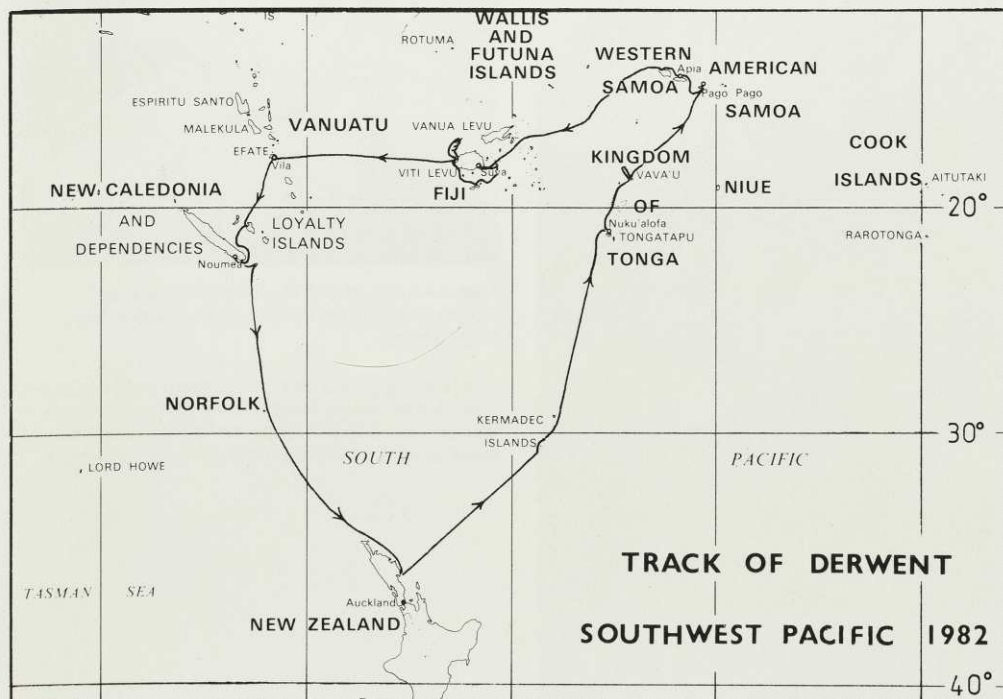 IS
WALLIS
AND
FUTUNA
ISLANDS
ROTUMA
WESTERN
SAMOA
Apia
AMERICAN
SAMOA
Pago Pago
ESPIRITU SANTO
MALEKULA
VANUATU
EFATE
Vila
VANUA LEVU
VITI LEVU
Suva
FIJI
KINGDOM
OF
TONGA
VAVA'U
Nuku'alofa
TONGATAPU
NIUE
COOK
ISLANDS
AITUTAKI
20°
RAROTONGA
NEW CALEDONIA
AND
DEPENDENCIES
LOYALTY
ISLANDS
Noumea
NORFOLK
KERMADEC
ISLANDS
30°
LORD HOWE
SOUTH
PACIFIC
TASMAN SEA
Auckland
NEW ZEALAND
TRACK OF DERWENT
SOUTHWEST PACIFIC 1982
40°